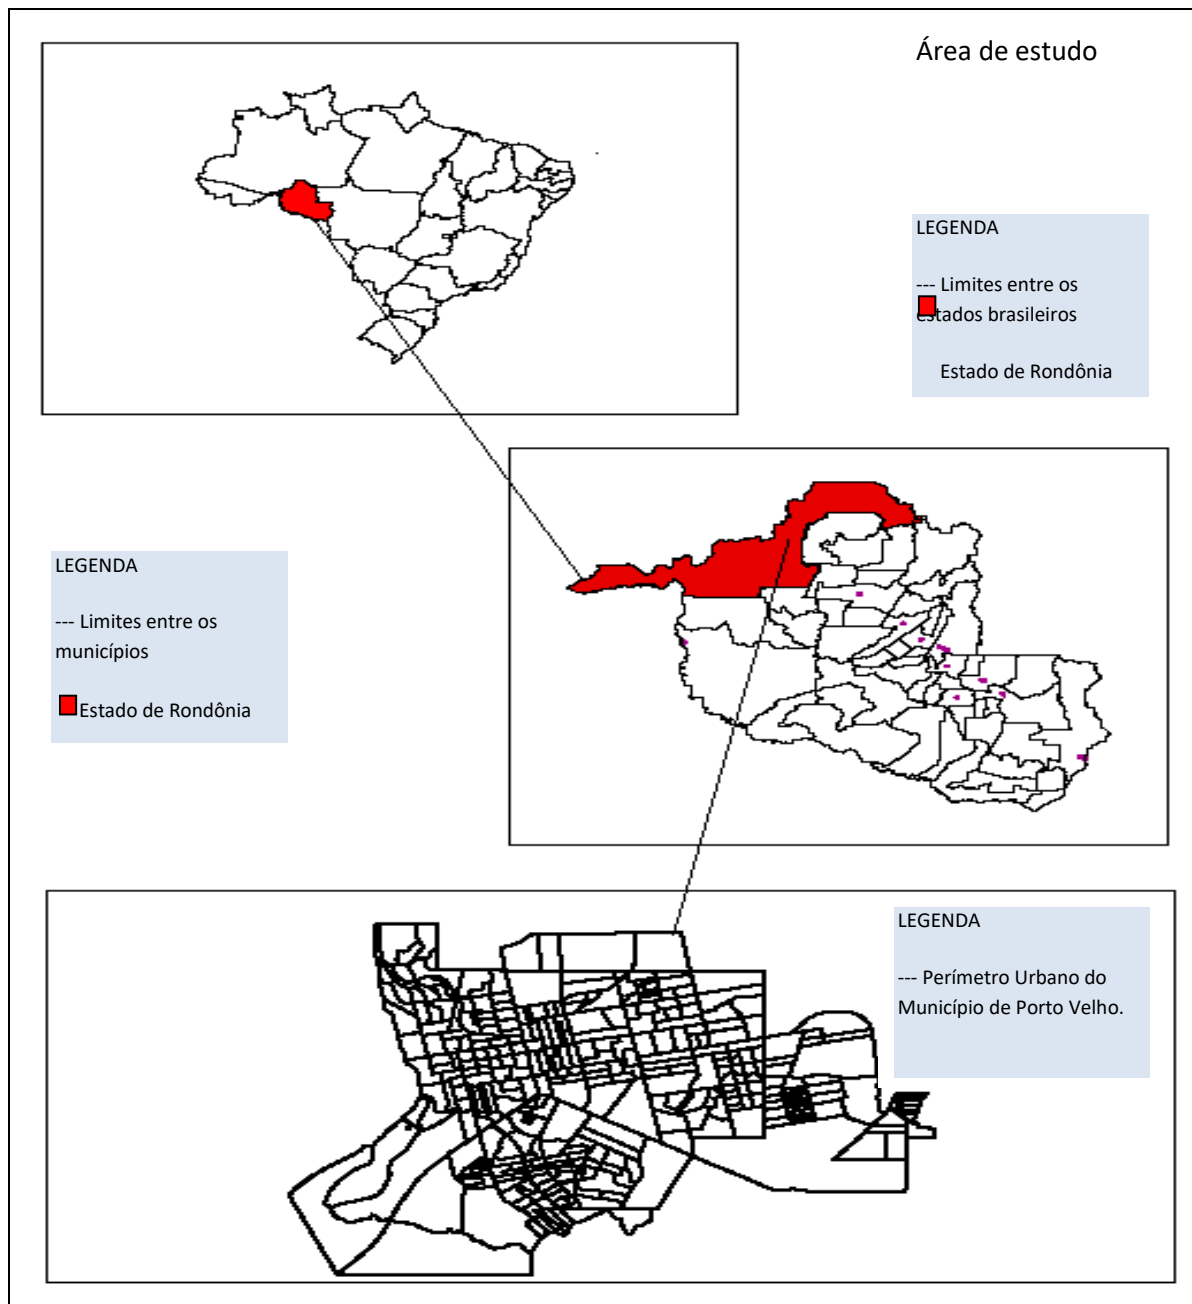 Área de estudo
LEGENDA
--- Limites entre os
estados brasileiros
Estado de Rondônia
LEGENDA
--- Limites entre os
municípios
Estado de Rondônia
LEGENDA
--- Perímetro Urbano do
Município de Porto Velho.